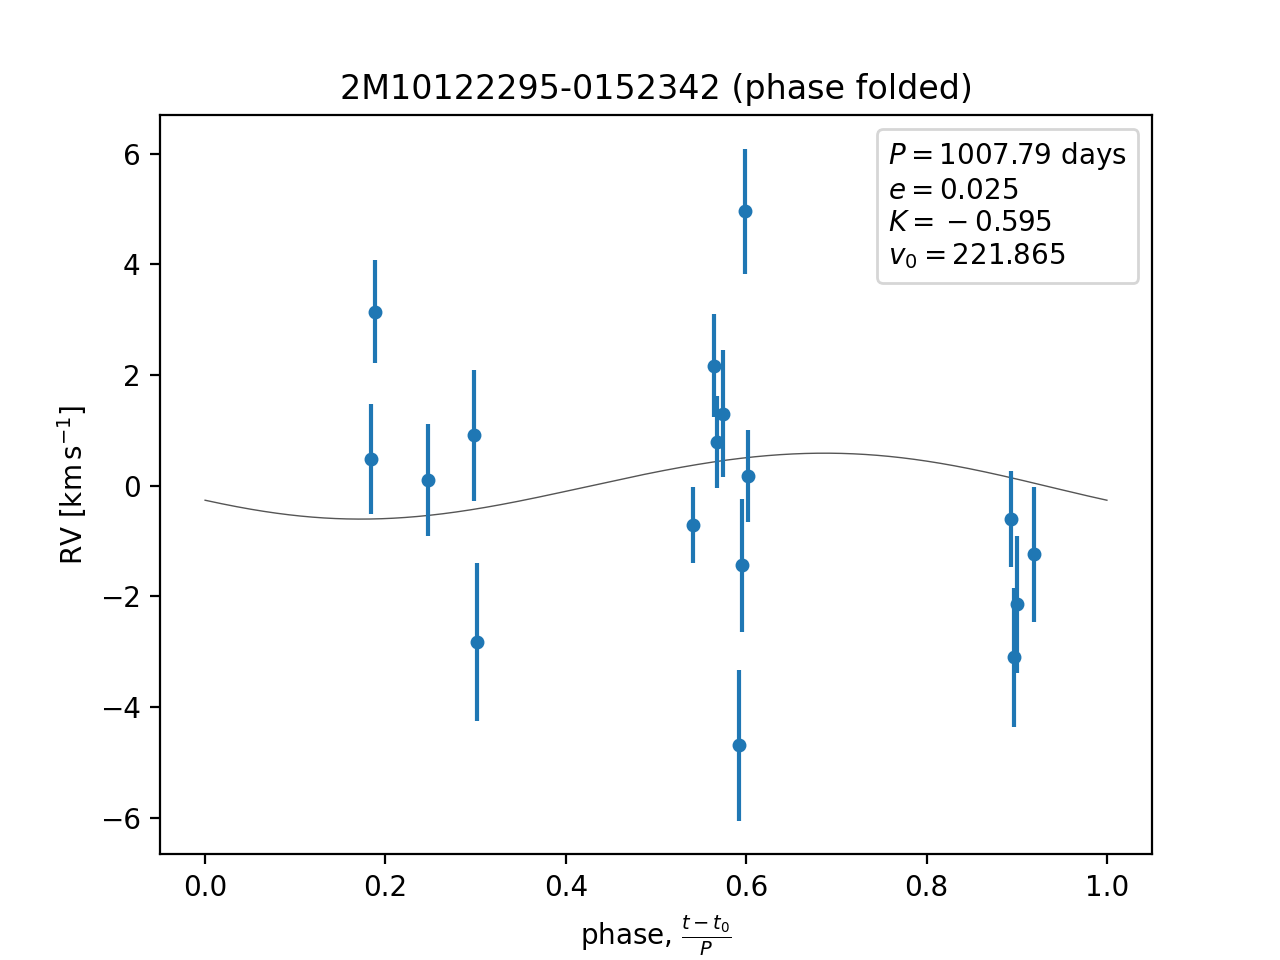 2M10122295-0152342 (phase folded)
P = 1007.79 days
e = 0.025
K = −0.595
v₀ = 221.865
6
4
2
0
−2
−4
−6
RV [km s⁻¹]
0.0 0.2 0.4 0.6 0.8 1.0
phase, (t − t₀)/P